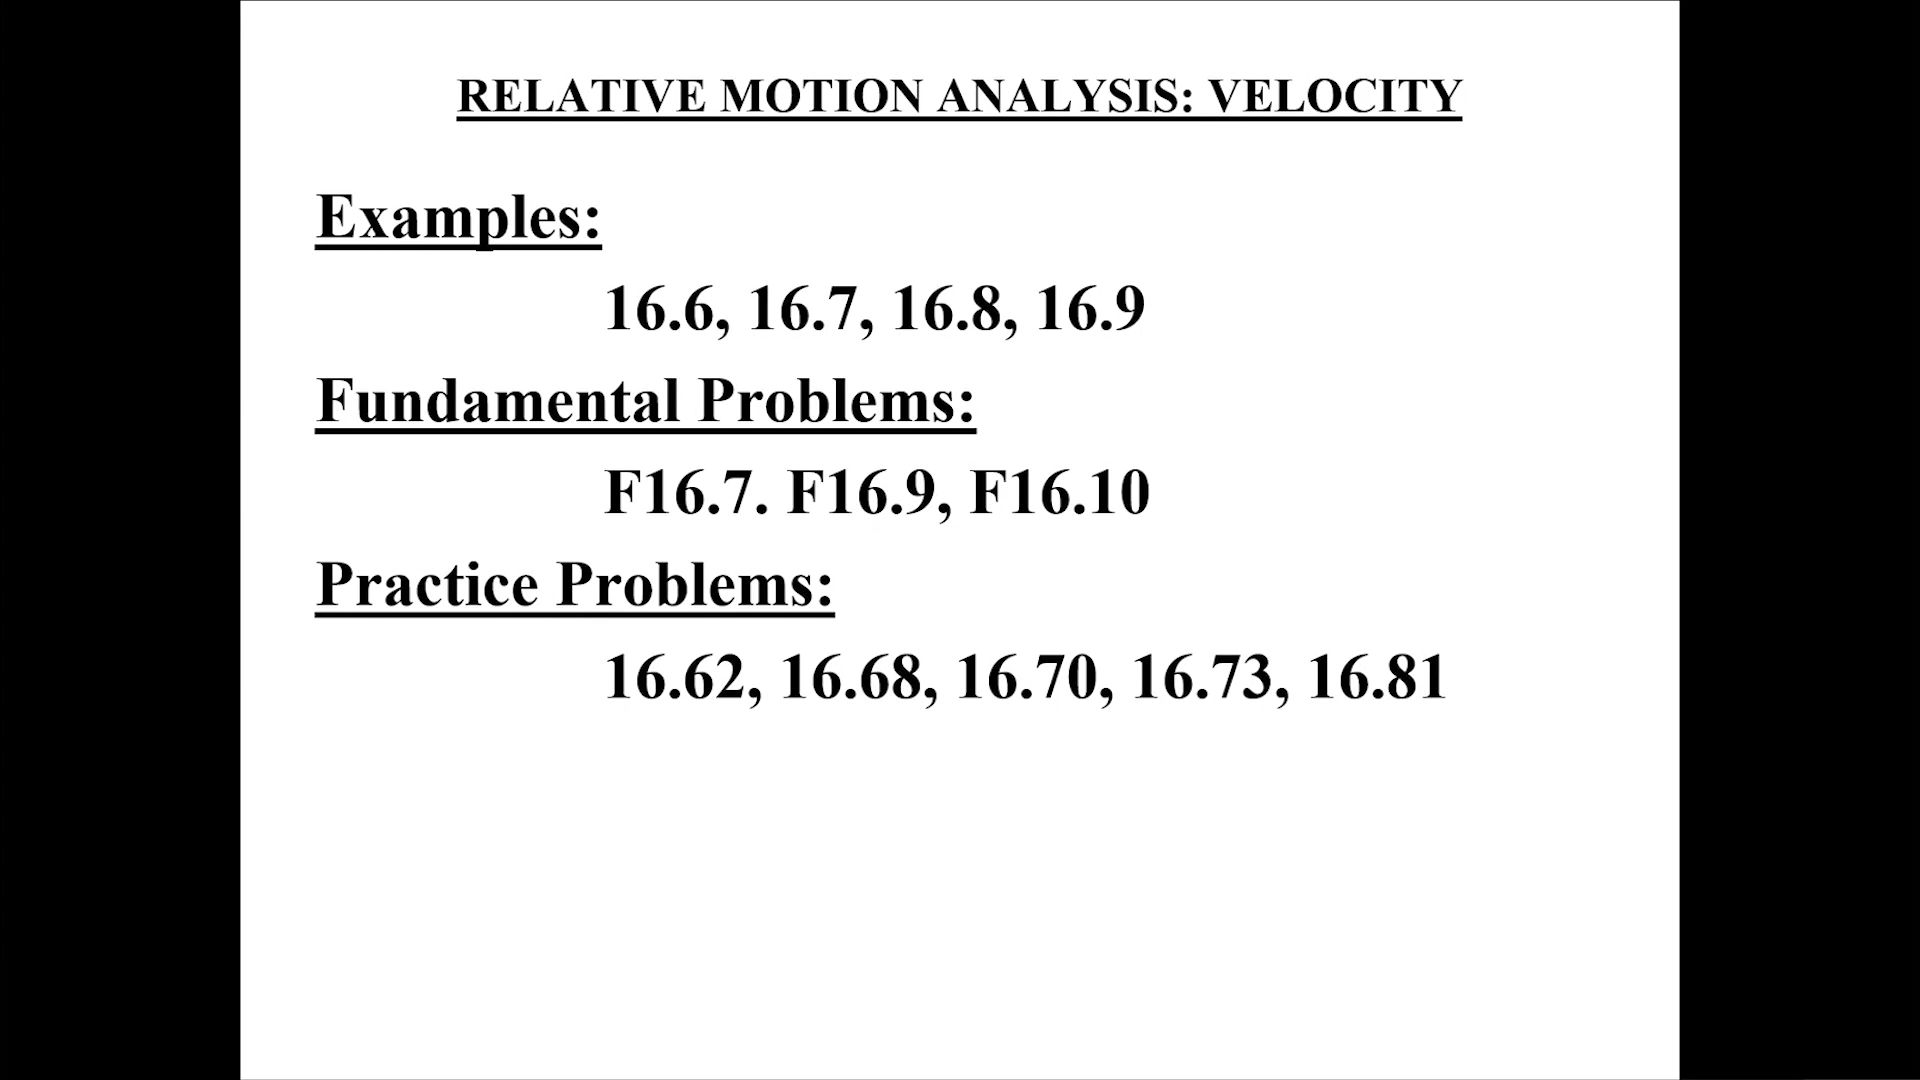 RELATIVE MOTION ANALYSIS: VELOCITY
Examples:
16.6, 16.7, 16.8, 16.9
Fundamental Problems:
F16.7. F16.9, F16.10
Practice Problems:
16.62, 16.68, 16.70, 16.73, 16.81